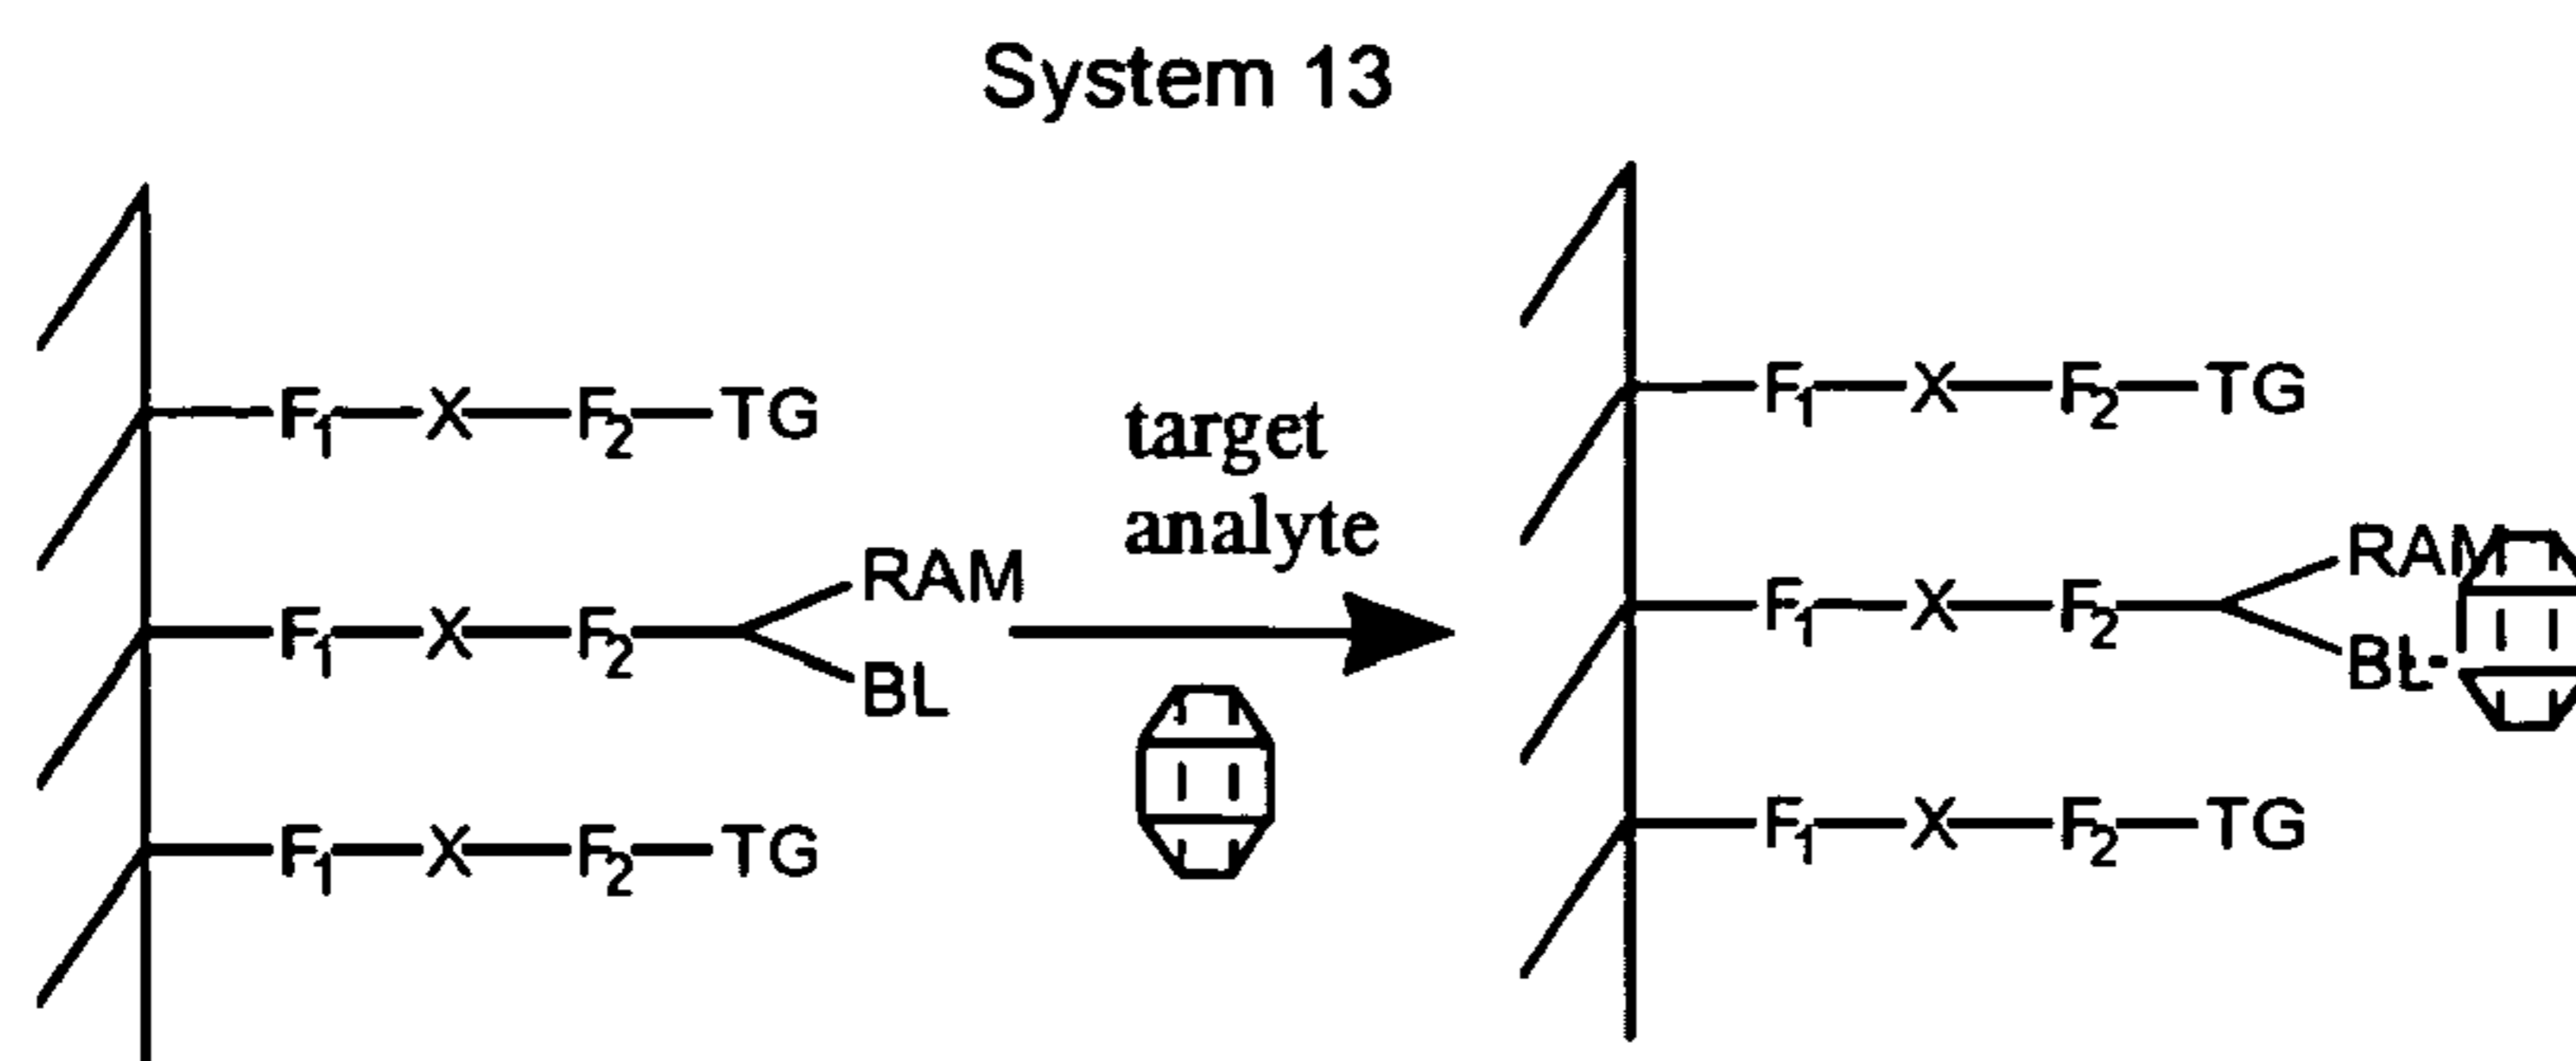 System 13
F1—X—F2—TG
RAM
F1—X—F2
BL
F1—X—F2—TG
target
analyte
F1—X—F2—TG
RAM
F1—X—F2
BL
F1—X—F2—TG